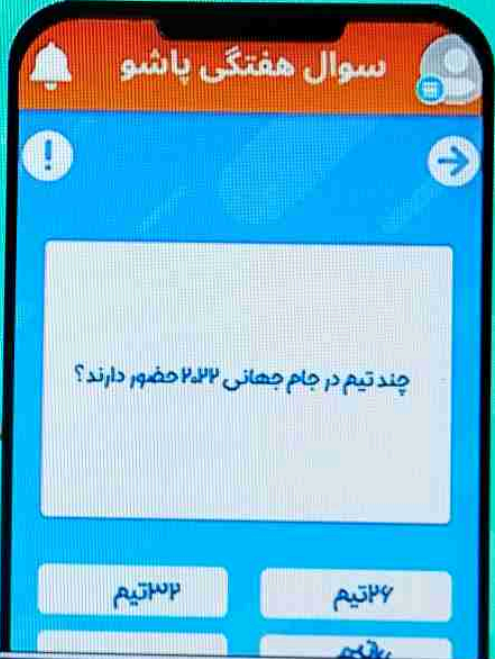 سوال هفتگی پاشو
!
چند تیم در جام جهانی ۲۰۲۲ حضور دارند؟
۲۶تیم
۳۲تیم